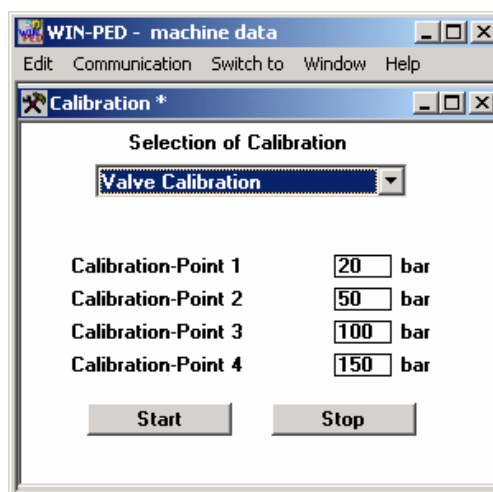 WIN-PED - machine data
Edit Communication Switch to Window Help
Calibration *
Selection of Calibration
Valve Calibration
Calibration-Point 1 20 bar
Calibration-Point 2 50 bar
Calibration-Point 3 100 bar
Calibration-Point 4 150 bar
Start Stop